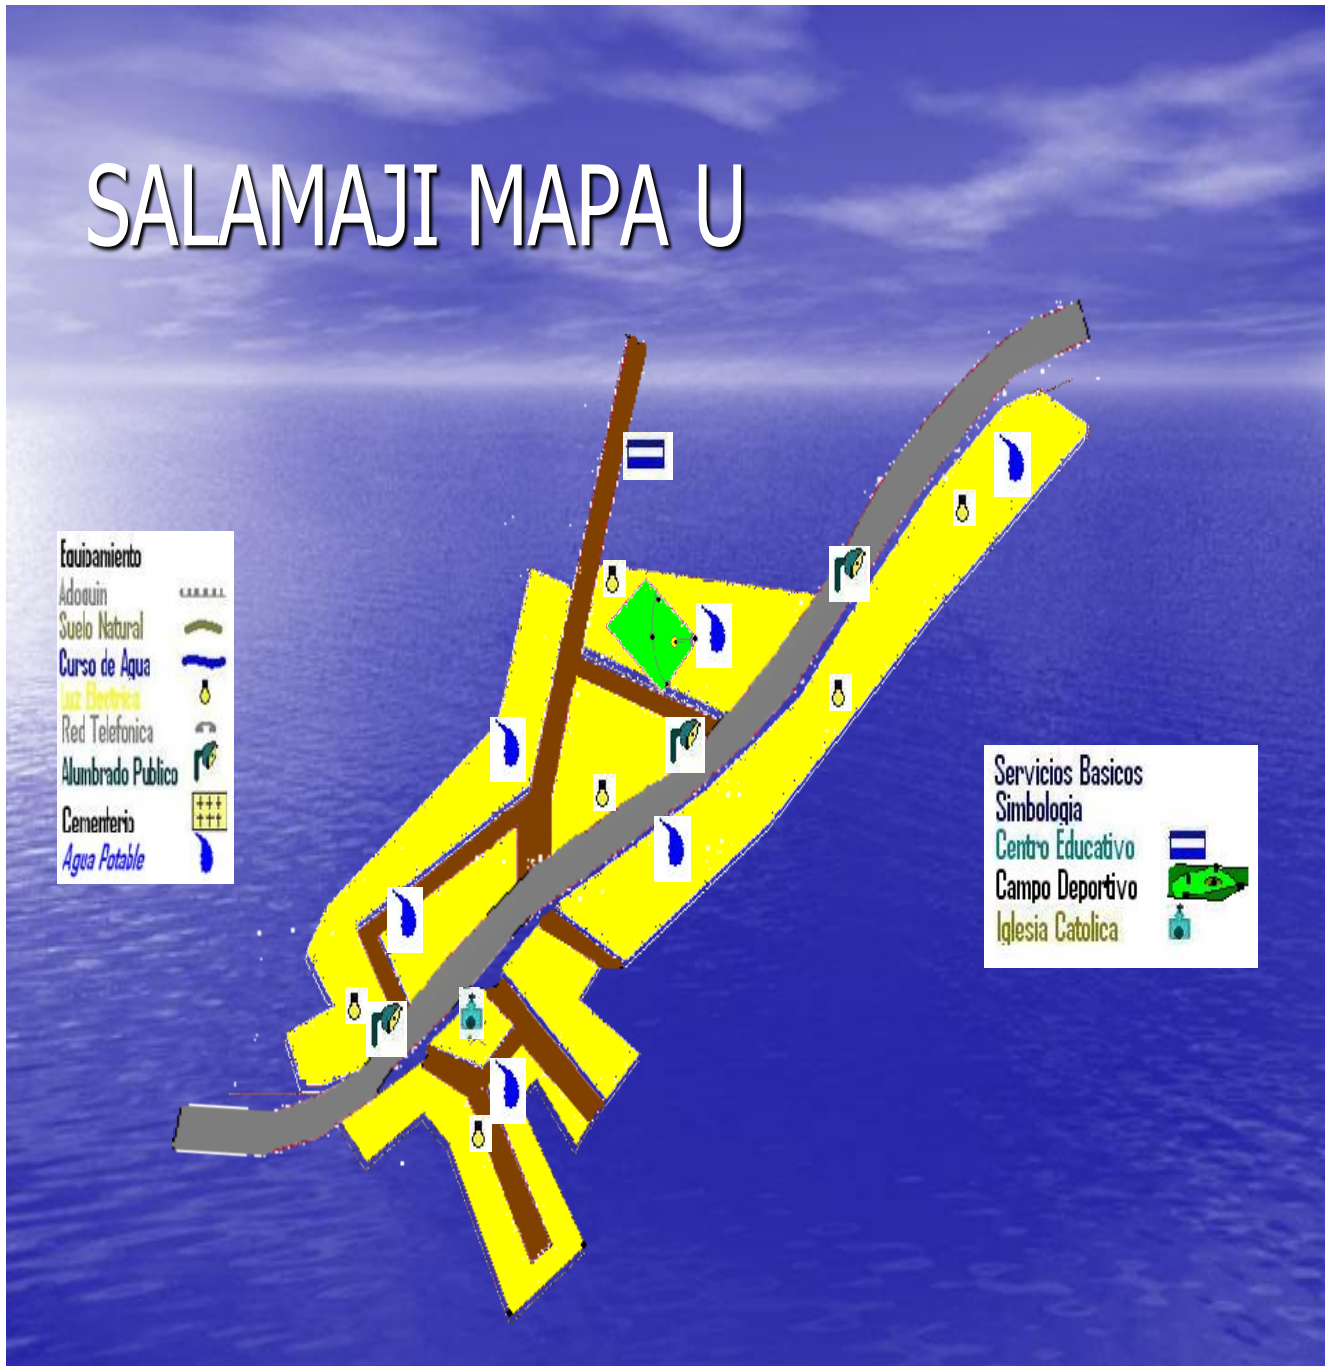 SALAMAJI MAPA U
Equipamiento
Adoquin
Suelo Natural
Curso de Agua
Luz Electrica
Red Telefonica
Alumbrado Publico
Cementerio
Agua Potable
Servicios Basicos
Simbologia
Centro Educativo
Campo Deportivo
Iglesia Catolica